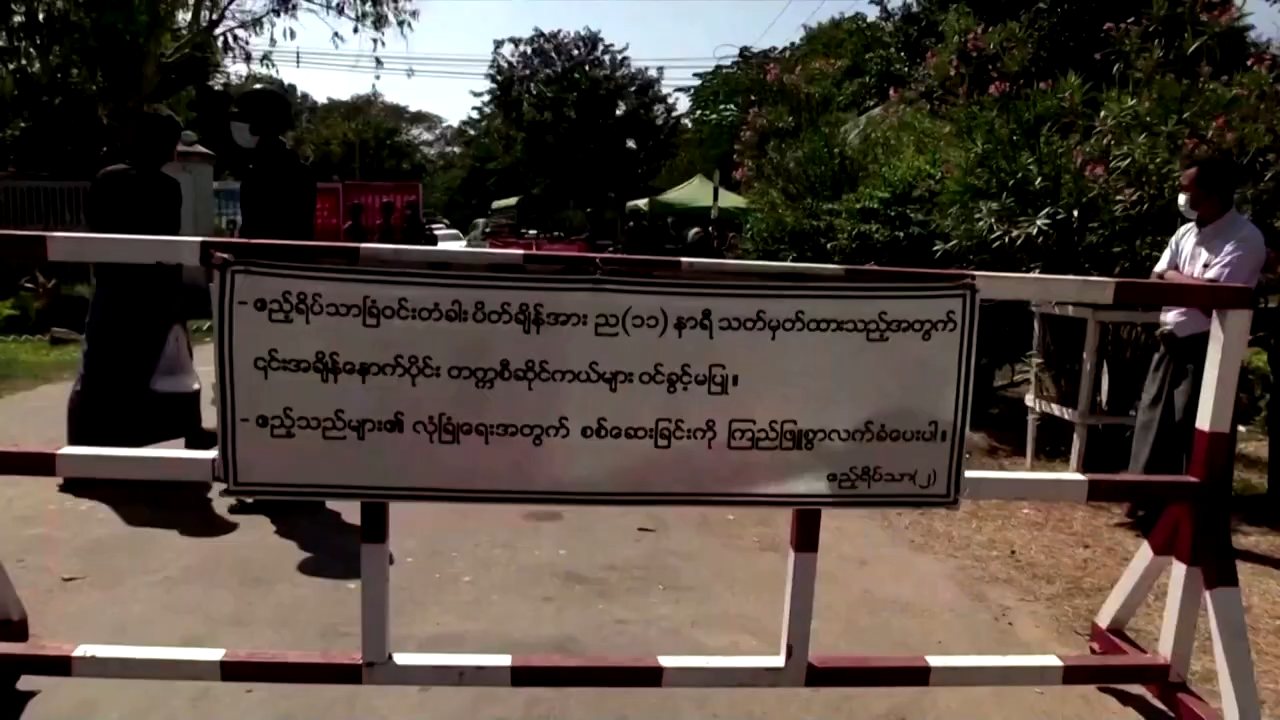 - ဧည့်ရိပ်သာခြံဝင်းတံခါးပိတ်ချိန်အား ည(၁၁) နာရီ သတ်မှတ်ထားသည့်အတွက်
၎င်းအချိန်နောက်ပိုင်း တက္ကစီဆိုင်ကယ်များ ဝင်ခွင့်မပြု။
- ဧည့်သည်များ၏ လုံခြုံရေးအတွက် စစ်ဆေးခြင်းကို ကြည်ဖြူစွာလက်ခံပေးပါ။
ဧည့်ရိပ်သာ(၂)